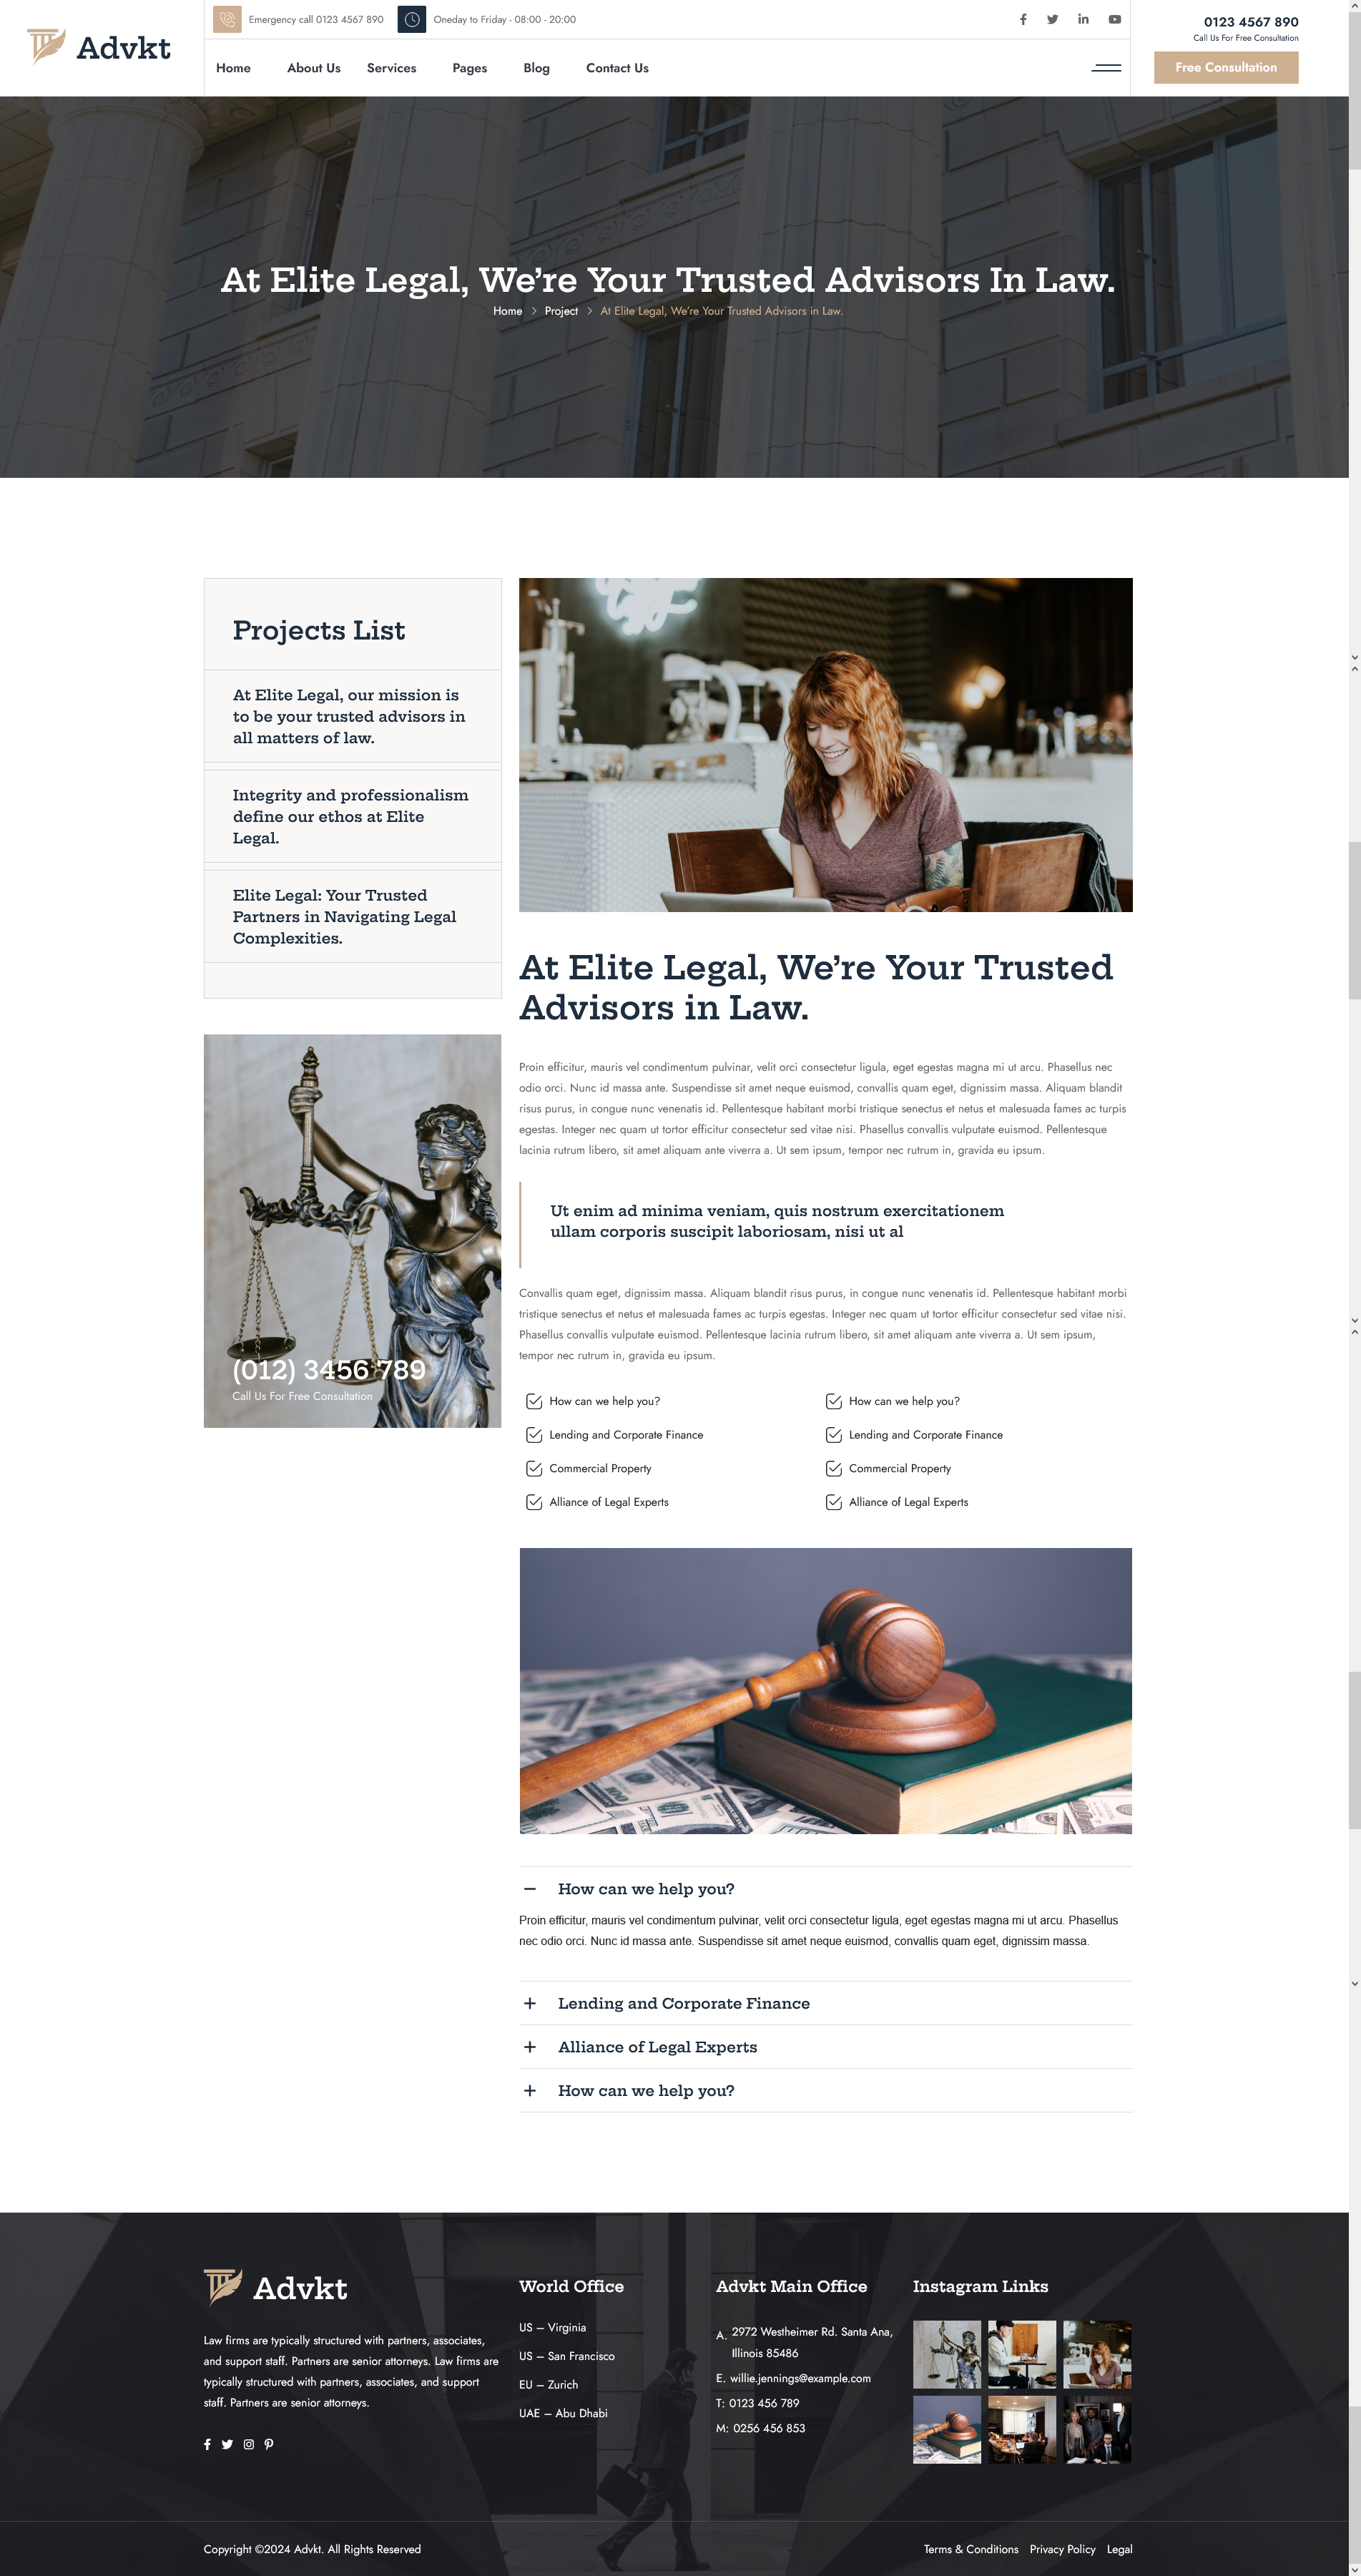 Advkt
Emergency call 0123 4567 890
Oneday to Friday - 08:00 - 20:00
Home About Us Services Pages Blog Contact Us
0123 4567 890
Call Us For Free Consultation
Free Consultation
At Elite Legal, We’re Your Trusted Advisors In Law.
Home Project At Elite Legal, We’re Your Trusted Advisors in Law.
Projects List
At Elite Legal, our mission is
to be your trusted advisors in
all matters of law.
Integrity and professionalism
define our ethos at Elite
Legal.
Elite Legal: Your Trusted
Partners in Navigating Legal
Complexities.
(012) 3456 789
Call Us For Free Consultation
At Elite Legal, We’re Your Trusted
Advisors in Law.
Proin efficitur, mauris vel condimentum pulvinar, velit orci consectetur ligula, eget egestas magna mi ut arcu. Phasellus nec
odio orci. Nunc id massa ante. Suspendisse sit amet neque euismod, convallis quam eget, dignissim massa. Aliquam blandit
risus purus, in congue nunc venenatis id. Pellentesque habitant morbi tristique senectus et netus et malesuada fames ac turpis
egestas. Integer nec quam ut tortor efficitur consectetur sed vitae nisi. Phasellus convallis vulputate euismod. Pellentesque
lacinia rutrum libero, sit amet aliquam ante viverra a. Ut sem ipsum, tempor nec rutrum in, gravida eu ipsum.
Ut enim ad minima veniam, quis nostrum exercitationem
ullam corporis suscipit laboriosam, nisi ut al
Convallis quam eget, dignissim massa. Aliquam blandit risus purus, in congue nunc venenatis id. Pellentesque habitant morbi
tristique senectus et netus et malesuada fames ac turpis egestas. Integer nec quam ut tortor efficitur consectetur sed vitae nisi.
Phasellus convallis vulputate euismod. Pellentesque lacinia rutrum libero, sit amet aliquam ante viverra a. Ut sem ipsum,
tempor nec rutrum in, gravida eu ipsum.
How can we help you?
Lending and Corporate Finance
Commercial Property
Alliance of Legal Experts
How can we help you?
Lending and Corporate Finance
Commercial Property
Alliance of Legal Experts
How can we help you?
Proin efficitur, mauris vel condimentum pulvinar, velit orci consectetur ligula, eget egestas magna mi ut arcu. Phasellus
nec odio orci. Nunc id massa ante. Suspendisse sit amet neque euismod, convallis quam eget, dignissim massa.
Lending and Corporate Finance
Alliance of Legal Experts
How can we help you?
Advkt
Law firms are typically structured with partners, associates,
and support staff. Partners are senior attorneys. Law firms are
typically structured with partners, associates, and support
staff. Partners are senior attorneys.
World Office
US – Virginia
US – San Francisco
EU – Zurich
UAE – Abu Dhabi
Advkt Main Office
A. 2972 Westheimer Rd. Santa Ana,
Illinois 85486
E. willie.jennings@example.com
T: 0123 456 789
M: 0256 456 853
Instagram Links
Copyright ©2024 Advkt. All Rights Reserved
Terms & Conditions Privacy Policy Legal